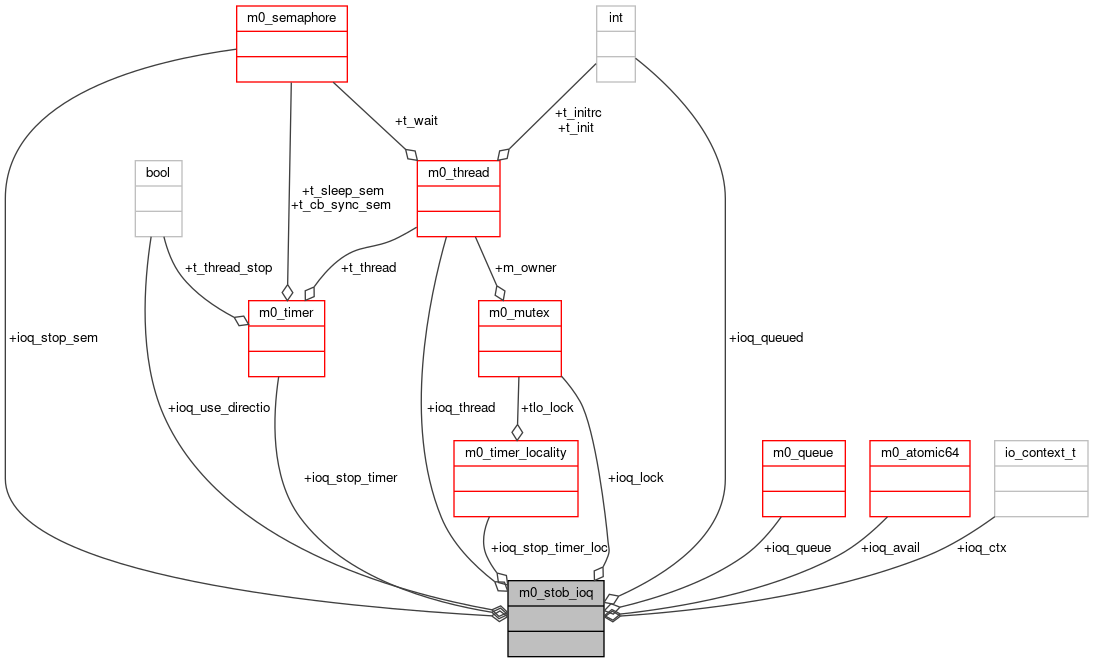 m0_semaphore
int
+t_wait
+t_initrc
+t_init
bool
m0_thread
+t_sleep_sem
+t_cb_sync_sem
+t_thread_stop
+t_thread
+m_owner
m0_timer
m0_mutex
+ioq_stop_sem
+ioq_queued
+ioq_use_directio
+ioq_thread
+tlo_lock
m0_timer_locality
m0_queue
m0_atomic64
io_context_t
+ioq_stop_timer
+ioq_lock
+ioq_stop_timer_loc
+ioq_queue
+ioq_avail
+ioq_ctx
m0_stob_ioq